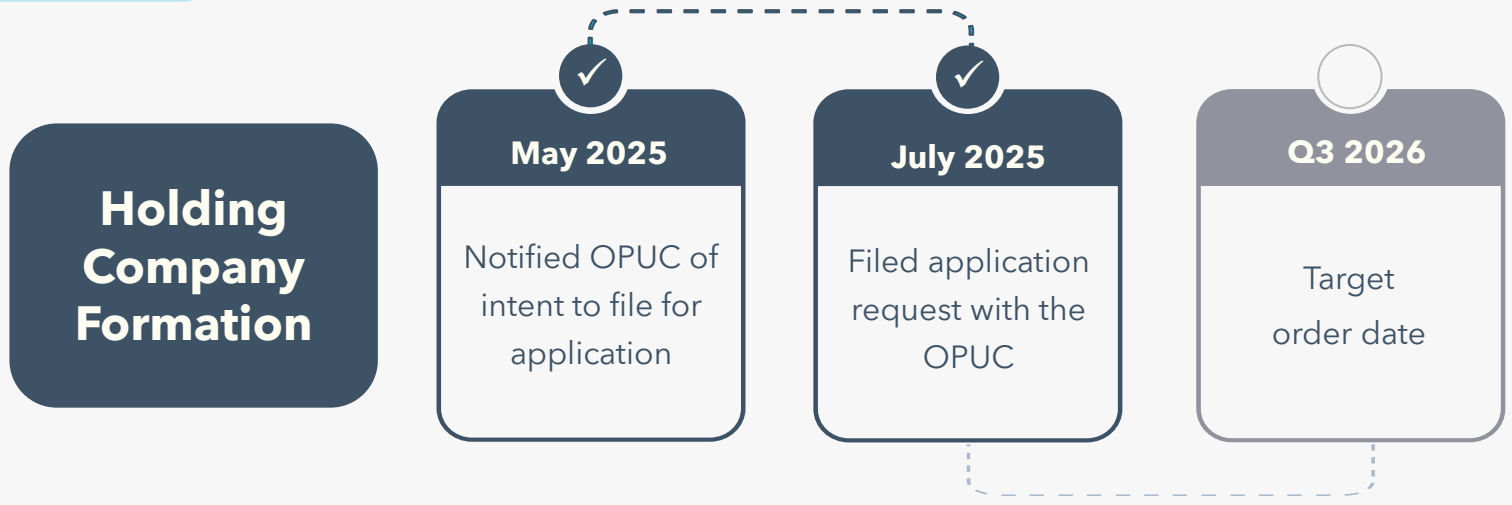 Holding
Company
Formation
May 2025
Notified OPUC of
intent to file for
application
July 2025
Filed application
request with the
OPUC
Q3 2026
Target
order date